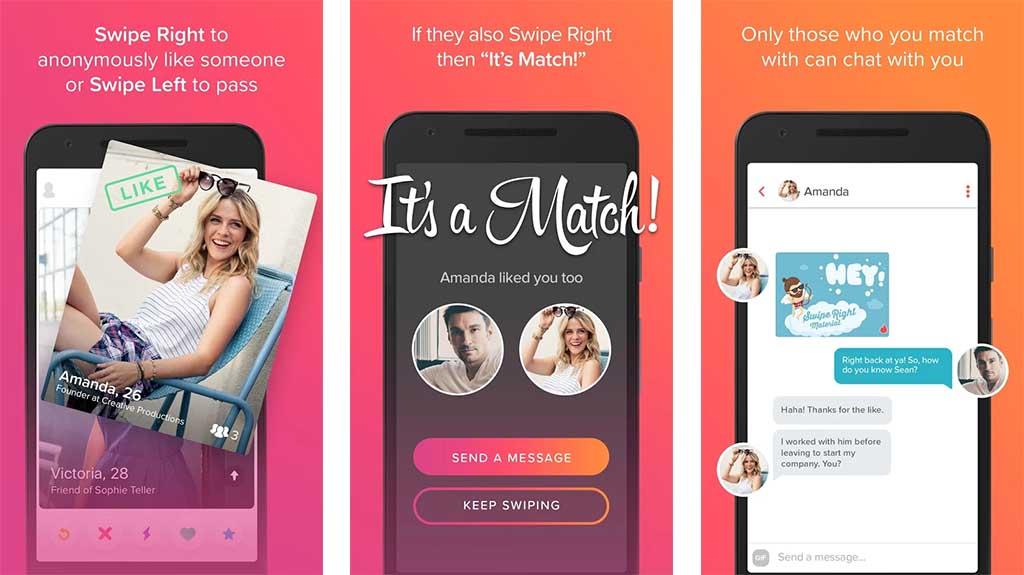 Swipe Right to
anonymously like someone
or Swipe Left to pass
LIKE
Amanda, 26
Founder at Creative Productions
3
Victoria, 28
Friend of Sophie Teller
If they also Swipe Right
then “It's Match!”
It's a Match!
Amanda liked you too
SEND A MESSAGE
KEEP SWIPING
Only those who you match
with can chat with you
Amanda
HEY!
Swipe Right
Material
Right back at ya! So, how
do you know Sean?
Haha! Thanks for the like.
I worked with him before
leaving to start my
company. You?
GIF
Send a message...